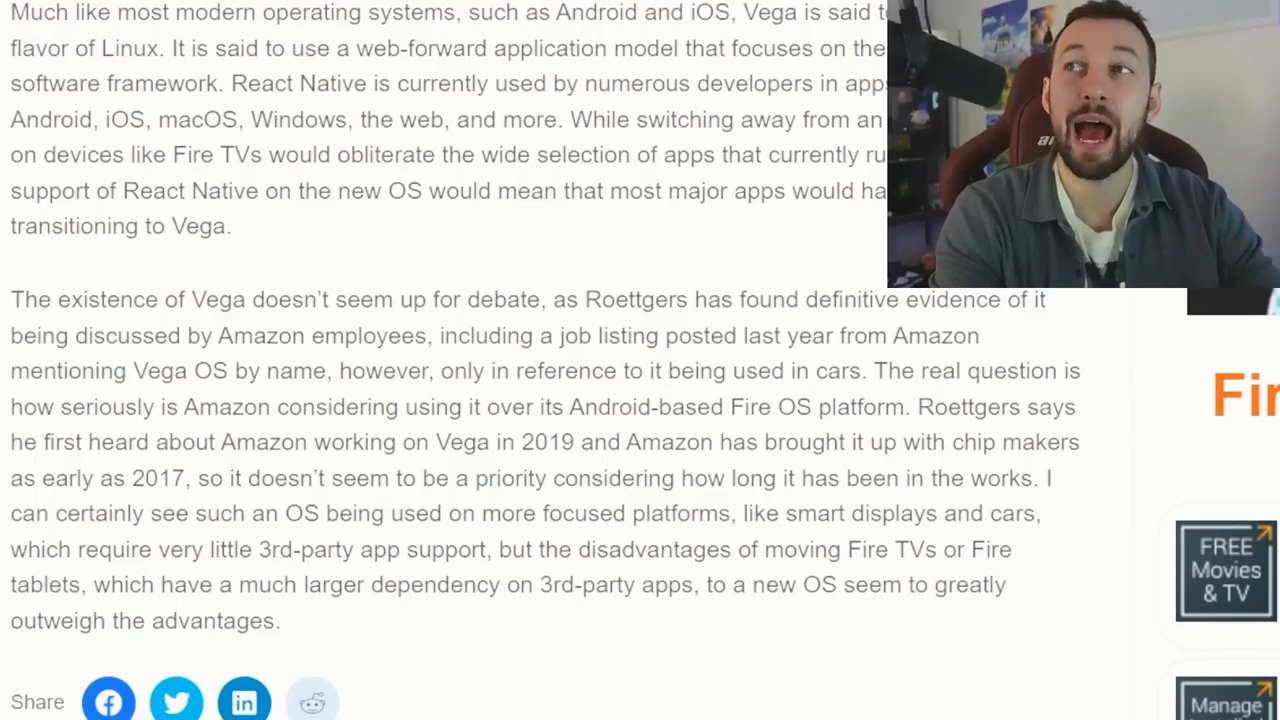 Much like most modern operating systems, such as Android and iOS, Vega is said
flavor of Linux. It is said to use a web-forward application model that focuses on the
software framework. React Native is currently used by numerous developers in
Android, iOS, macOS, Windows, the web, and more. While switching away from an
on devices like Fire TVs would obliterate the wide selection of apps that currently
support of React Native on the new OS would mean that most major apps would
transitioning to Vega.
The existence of Vega doesn’t seem up for debate, as Roettgers has found definitive evidence of it
being discussed by Amazon employees, including a job listing posted last year from Amazon
mentioning Vega OS by name, however, only in reference to it being used in cars. The real question is
how seriously is Amazon considering using it over its Android-based Fire OS platform. Roettgers says
he first heard about Amazon working on Vega in 2019 and Amazon has brought it up with chip makers
as early as 2017, so it doesn’t seem to be a priority considering how long it has been in the works. I
can certainly see such an OS being used on more focused platforms, like smart displays and cars,
which require very little 3rd-party app support, but the disadvantages of moving Fire TVs or Fire
tablets, which have a much larger dependency on 3rd-party apps, to a new OS seem to greatly
outweigh the advantages.
Share
in
FREE
Movies
& TV
Manage